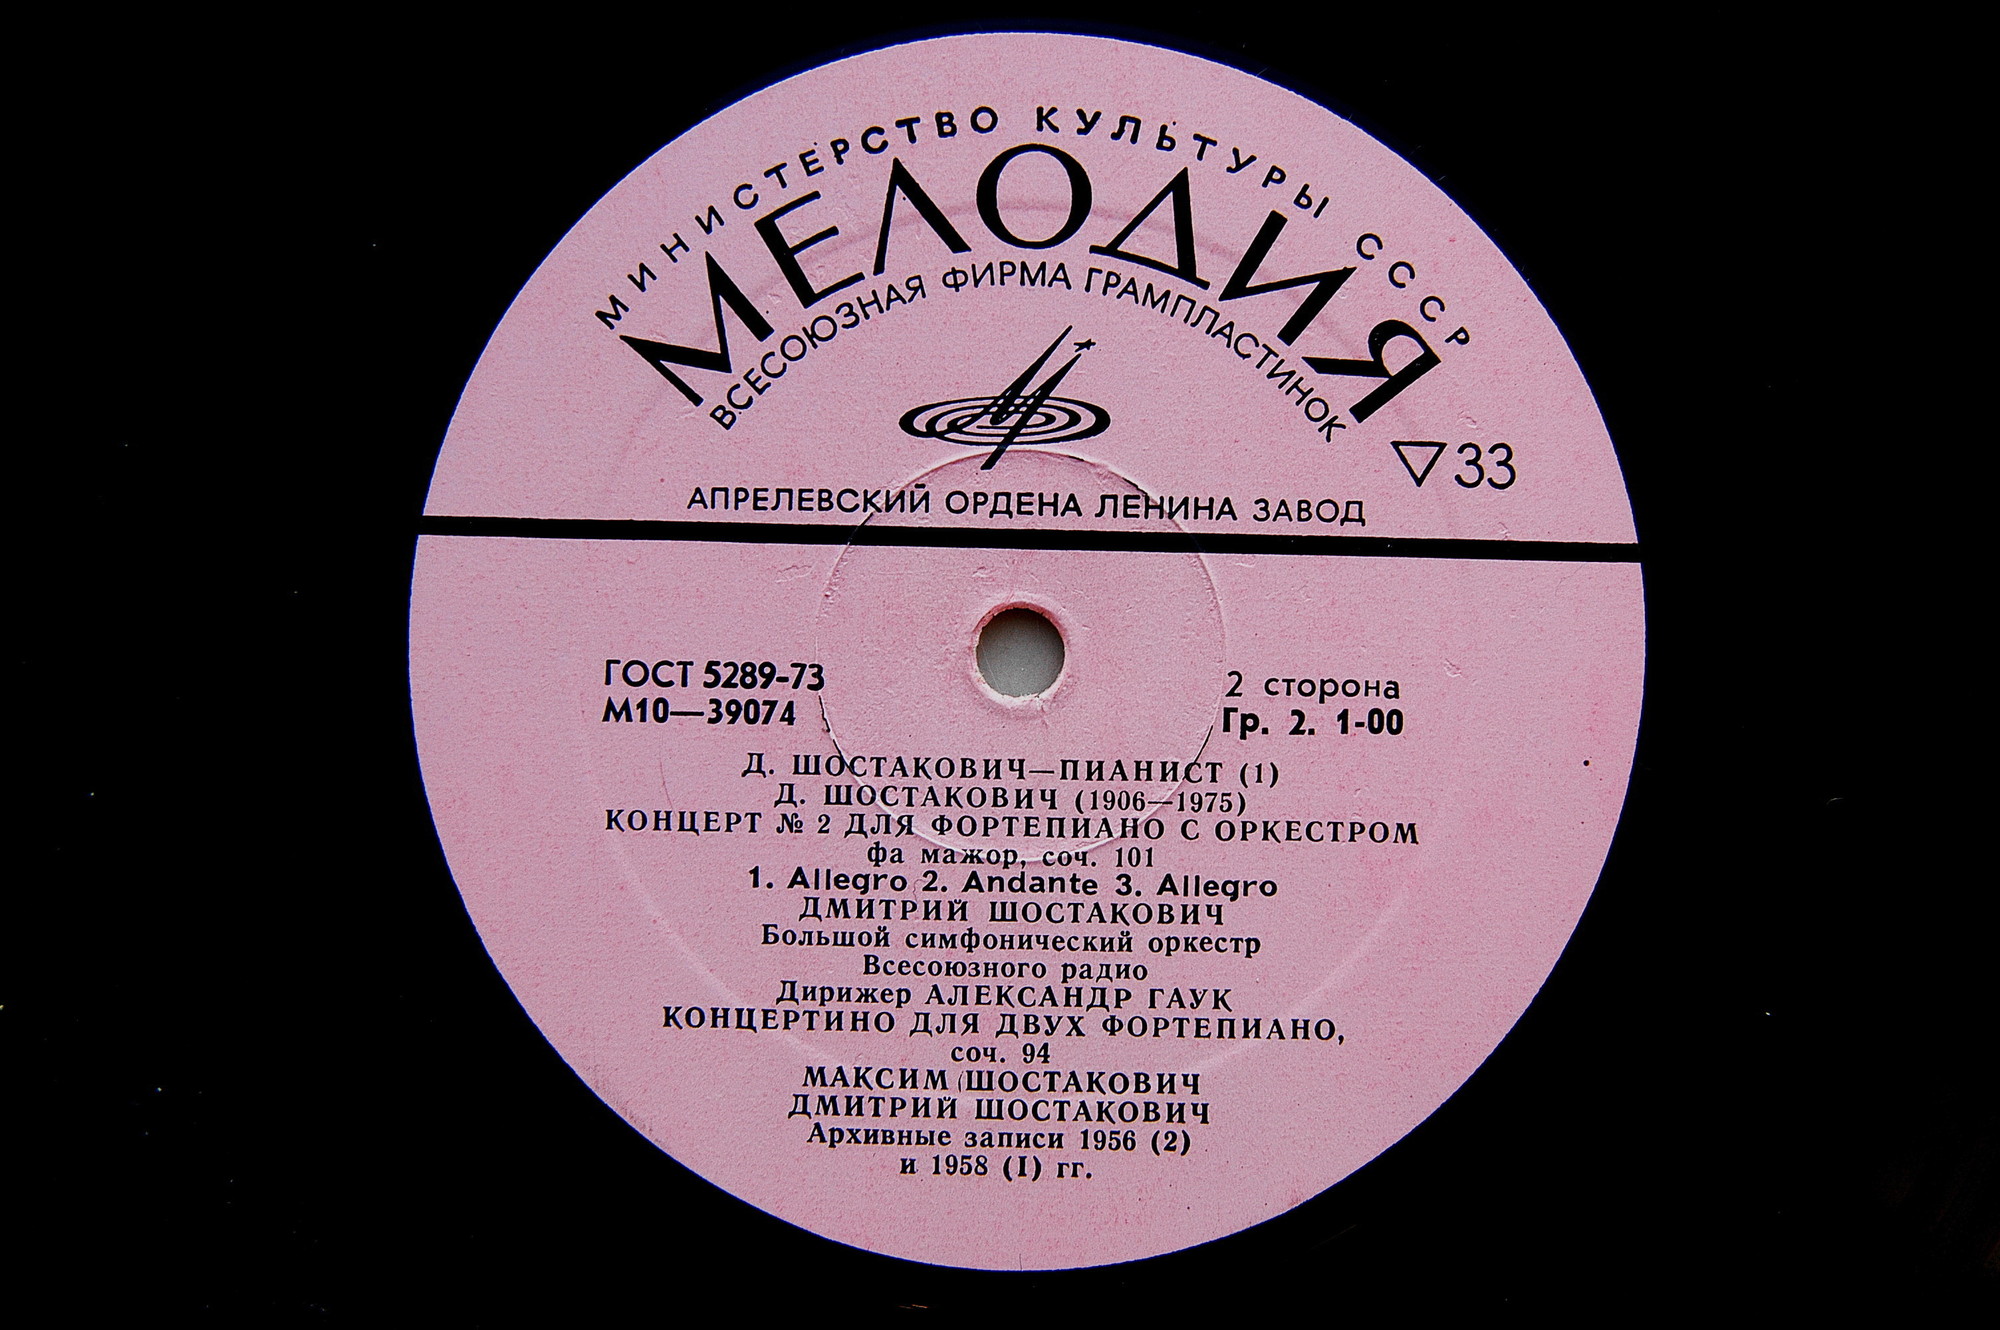 МИНИСТЕРСТВО КУЛЬТУРЫ СССР
МЕЛОДИЯ
ВСЕСОЮЗНАЯ ФИРМА ГРАМПЛАСТИНОК
▽33
АПРЕЛЕВСКИЙ ОРДЕНА ЛЕНИНА ЗАВОД
ГОСТ 5289-73
М10—39074
2 сторона
Гр. 2. 1-00
Д. ШОСТАКОВИЧ—ПИАНИСТ (1)
Д. ШОСТАКОВИЧ (1906—1975)
КОНЦЕРТ № 2 ДЛЯ ФОРТЕПИАНО С ОРКЕСТРОМ
фа мажор, соч. 101
1. Allegro 2. Andante 3. Allegro
ДМИТРИЙ ШОСТАКОВИЧ
Большой симфонический оркестр
Всесоюзного радио
Дирижер АЛЕКСАНДР ГАУК
КОНЦЕРТИНО ДЛЯ ДВУХ ФОРТЕПИАНО,
соч. 94
МАКСИМ ШОСТАКОВИЧ
ДМИТРИЙ ШОСТАКОВИЧ
Архивные записи 1956 (2)
и 1958 (I) гг.